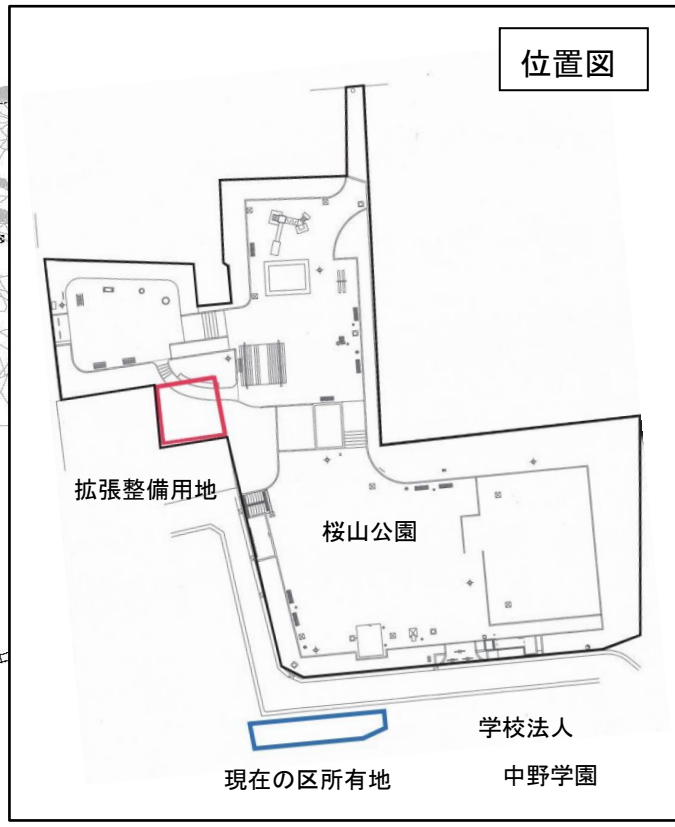 位置図
拡張整備用地
桜山公園
学校法人
中野学園
現在の区所有地